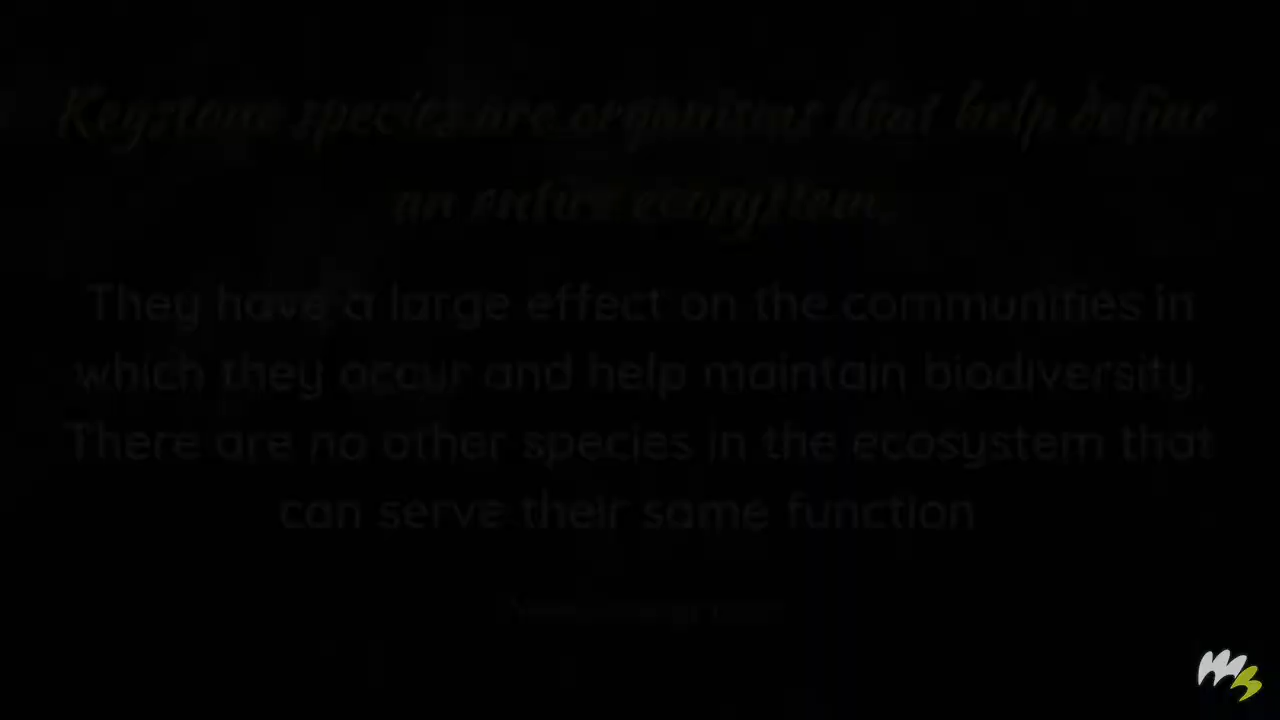 Keystone species are organisms that help define
an entire ecosystem.
They have a large effect on the communities in
which they occur and help maintain biodiversity.
There are no other species in the ecosystem that
can serve their same function